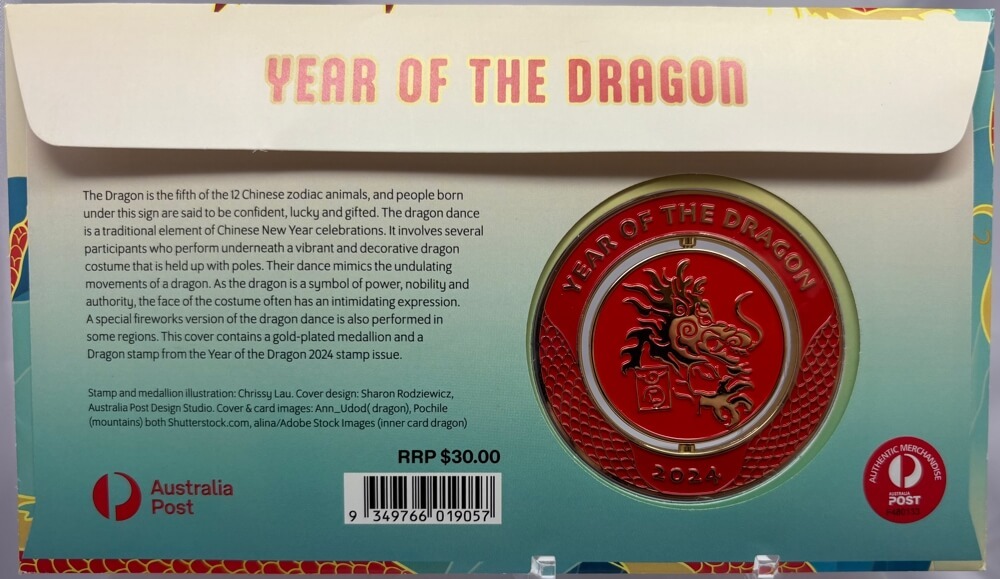 YEAR OF THE DRAGON
The Dragon is the fifth of the 12 Chinese zodiac animals, and people born
under this sign are said to be confident, lucky and gifted. The dragon dance
is a traditional element of Chinese New Year celebrations. It involves several
participants who perform underneath a vibrant and decorative dragon
costume that is held up with poles. Their dance mimics the undulating
movements of a dragon. As the dragon is a symbol of power, nobility and
authority, the face of the costume often has an intimidating expression.
A special fireworks version of the dragon dance is also performed in
some regions. This cover contains a gold-plated medallion and a
Dragon stamp from the Year of the Dragon 2024 stamp issue.
Stamp and medallion illustration: Chrissy Lau. Cover design: Sharon Rodziewicz,
Australia Post Design Studio. Cover & card images: Ann_Udod( dragon), Pochile
(mountains) both Shutterstock.com, alina/Adobe Stock Images (inner card dragon)
RRP $30.00
Australia
Post
9 349766 019057
YEAR OF THE DRAGON
2024
AUTHENTIC MERCHANDISE
AUSTRALIA
POST